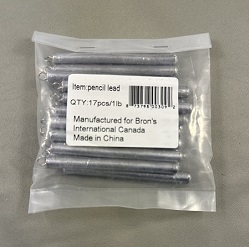 Item:pencil lead
QTY:17pcs/1lb
Manufactured for Bron's
International Canada
Made in China